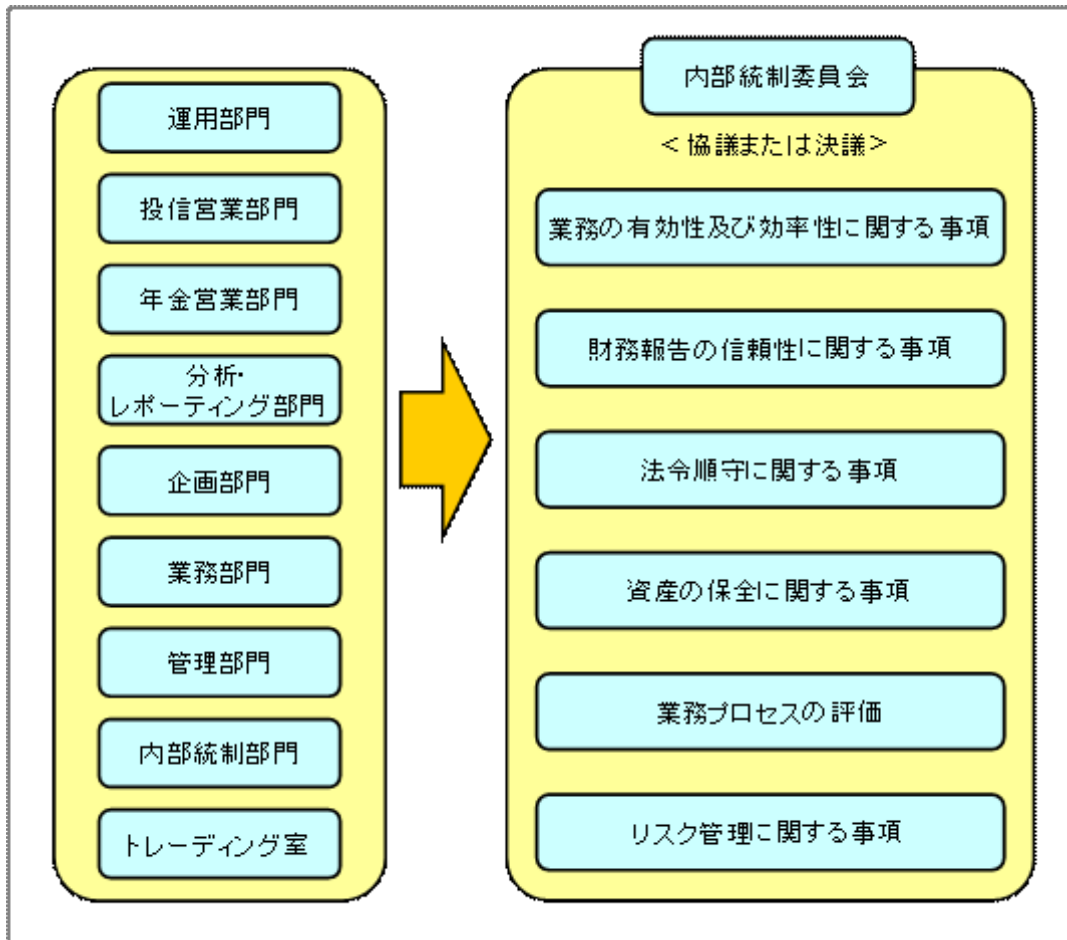 運用部門
投信営業部門
年金営業部門
分析・
レポーティング部門
企画部門
業務部門
管理部門
内部統制部門
トレーディング室
内部統制委員会
<協議または決議>
業務の有効性及び効率性に関する事項
財務報告の信頼性に関する事項
法令順守に関する事項
資産の保全に関する事項
業務プロセスの評価
リスク管理に関する事項